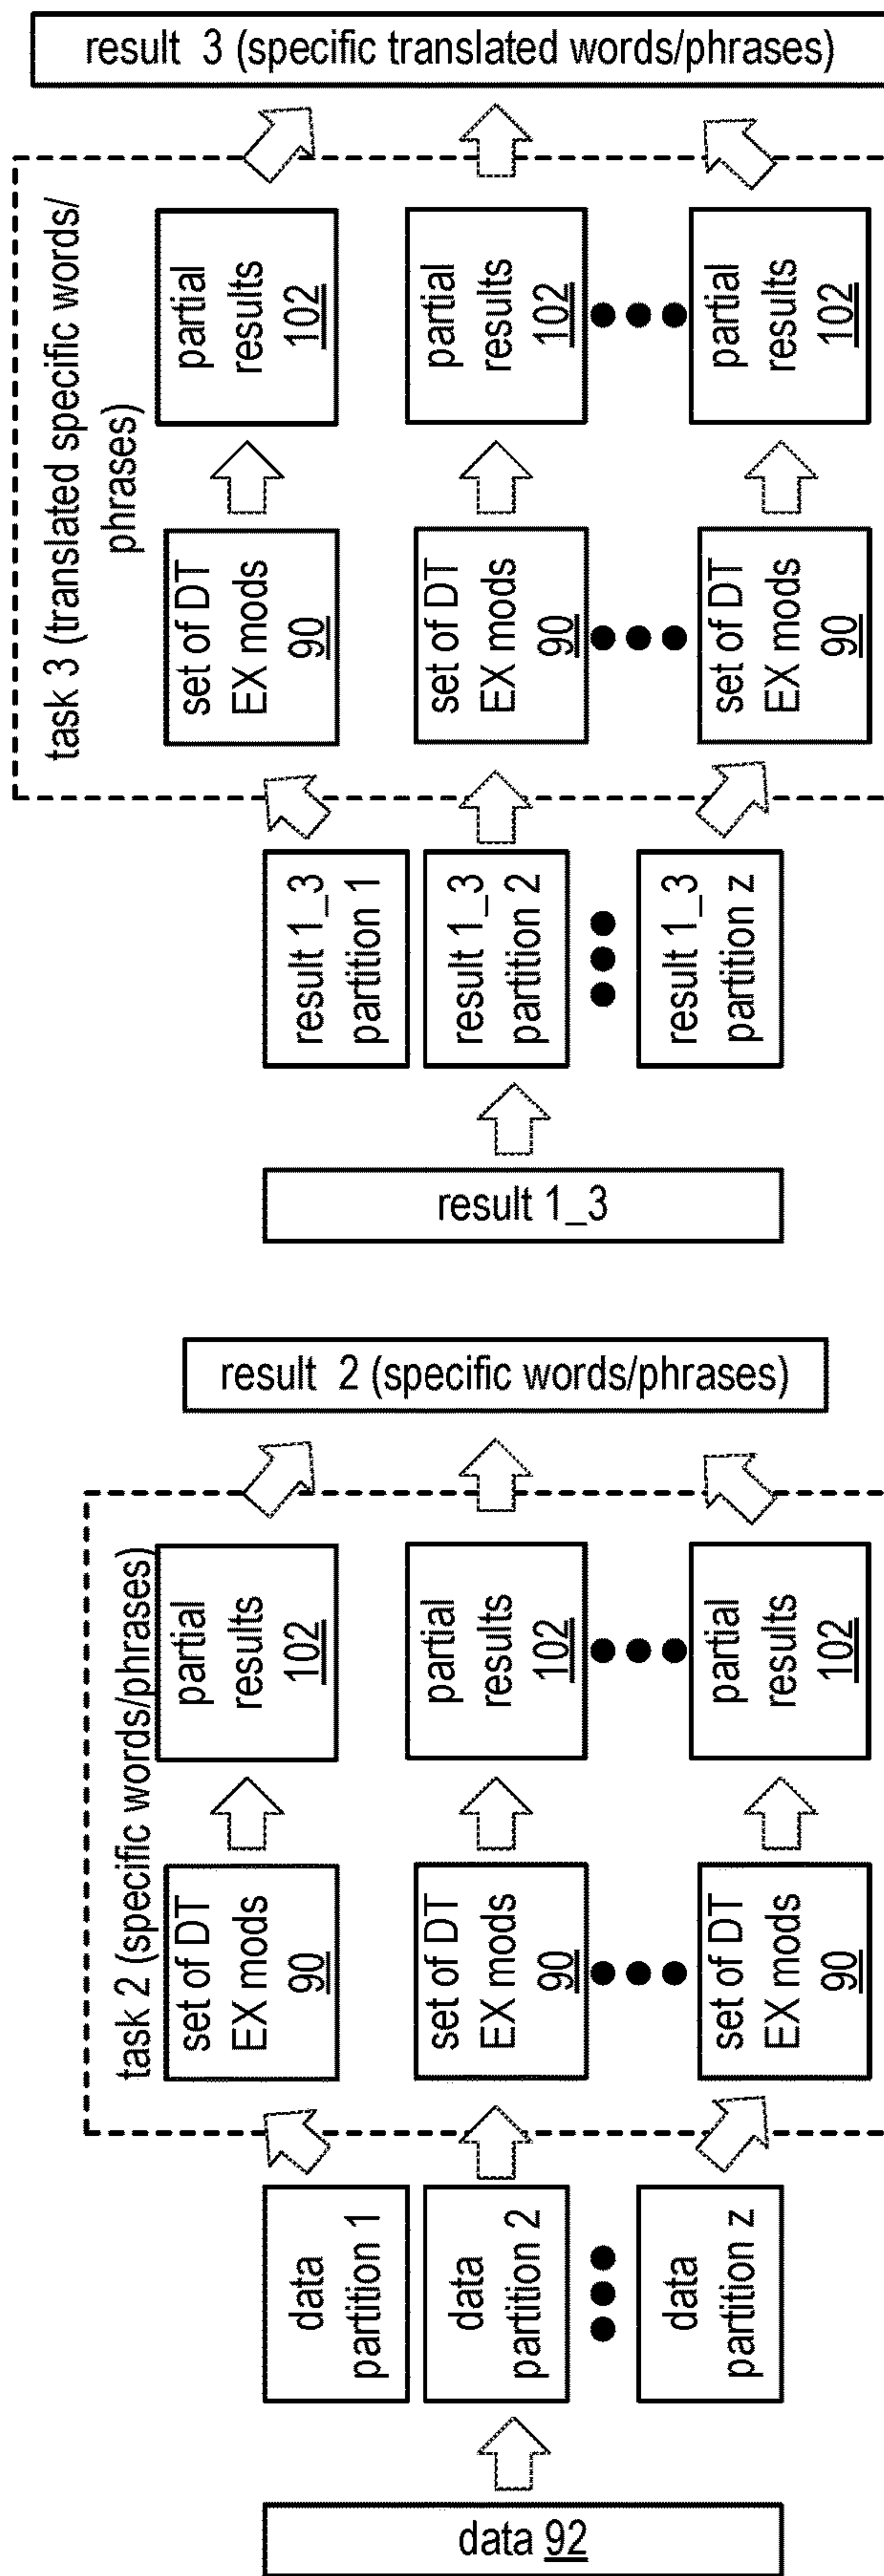 data 92
data
partition 1
data
partition 2
data
partition z
task 2 (specific words/phrases)
set of DT
EX mods
90
set of DT
EX mods
90
set of DT
EX mods
90
partial
results
102
partial
results
102
partial
results
102
result 2 (specific words/phrases)
result 1_3
result 1_3
partition 1
result 1_3
partition 2
result 1_3
partition z
task 3 (translated specific words/
phrases)
set of DT
EX mods
90
set of DT
EX mods
90
set of DT
EX mods
90
partial
results
102
partial
results
102
partial
results
102
result 3 (specific translated words/phrases)